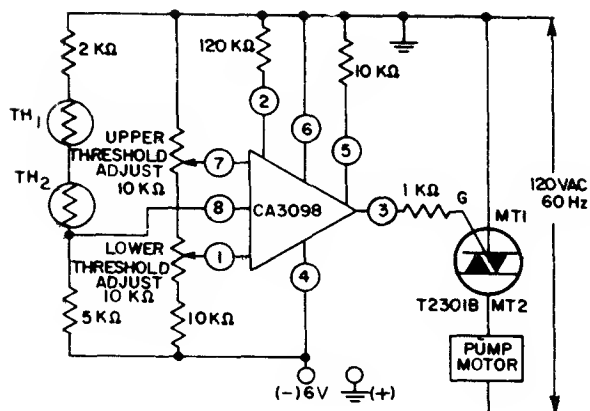 2 KΩ
120 KΩ
10 KΩ
TH1
TH2
UPPER
THRESHOLD
ADJUST
10 KΩ
2
6
5
7
8
1
CA3098
3
4
1 KΩ
G
MT1
120 VAC
60 Hz
LOWER
THRESHOLD
ADJUST
10 KΩ
5 KΩ
10 KΩ
T2301B
MT2
PUMP
MOTOR
(-) 6V
(+)